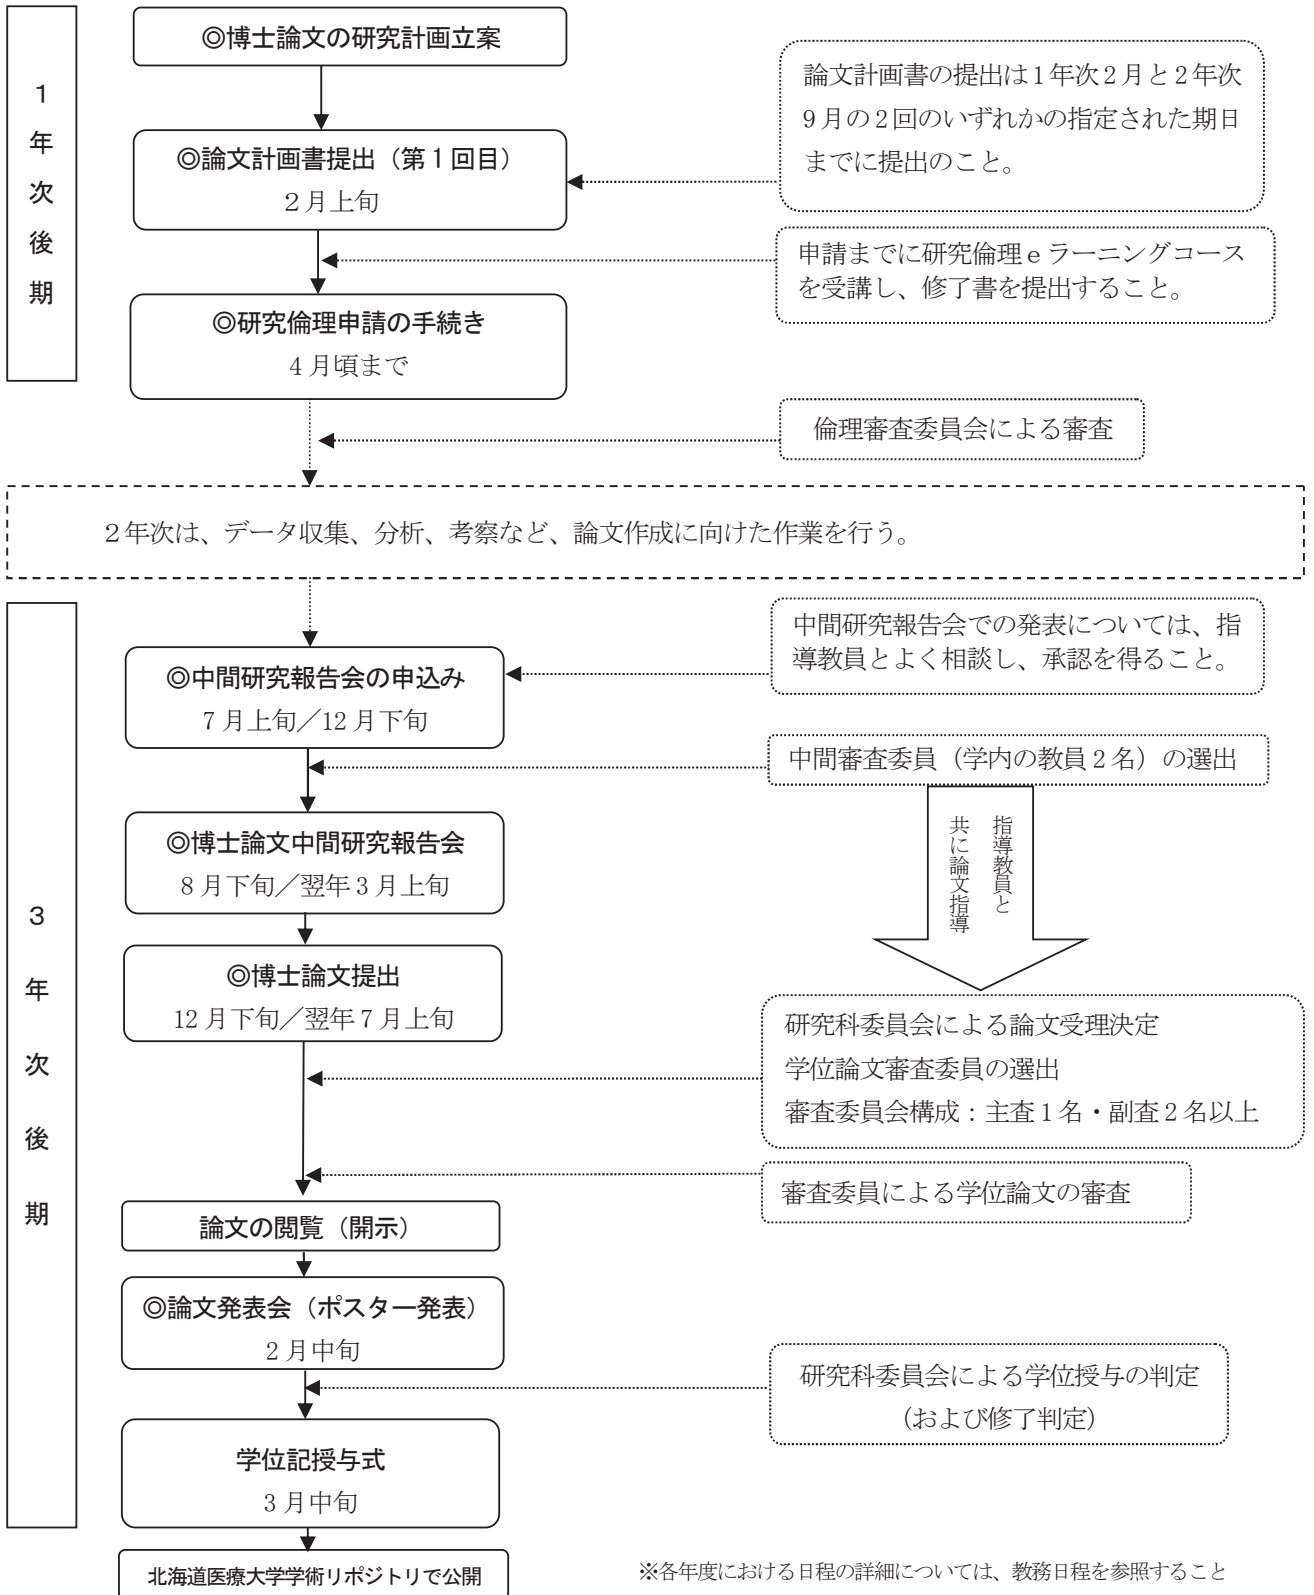 1年次後期
◎博士論文の研究計画立案
論文計画書の提出は1年次2月と2年次
9月の2回のいずれかの指定された期日
までに提出のこと。
◎論文計画書提出（第1回目）
2月上旬
申請までに研究倫理eラーニングコース
を受講し、修了書を提出すること。
◎研究倫理申請の手続き
4月頃まで
倫理審査委員会による審査
2年次は、データ収集、分析、考察など、論文作成に向けた作業を行う。
3年次後期
中間研究報告会での発表については、指
導教員とよく相談し、承認を得ること。
◎中間研究報告会の申込み
7月上旬／12月下旬
中間審査委員（学内の教員2名）の選出
指導教員と
共に論文指導
◎博士論文中間研究報告会
8月下旬／翌年3月上旬
◎博士論文提出
12月下旬／翌年7月上旬
研究科委員会による論文受理決定
学位論文審査委員の選出
審査委員会構成：主査1名・副査2名以上
審査委員による学位論文の審査
論文の閲覧（開示）
◎論文発表会（ポスター発表）
2月中旬
研究科委員会による学位授与の判定
（および修了判定）
学位記授与式
3月中旬
北海道医療大学学術リポジトリで公開
※各年度における日程の詳細については、教務日程を参照すること